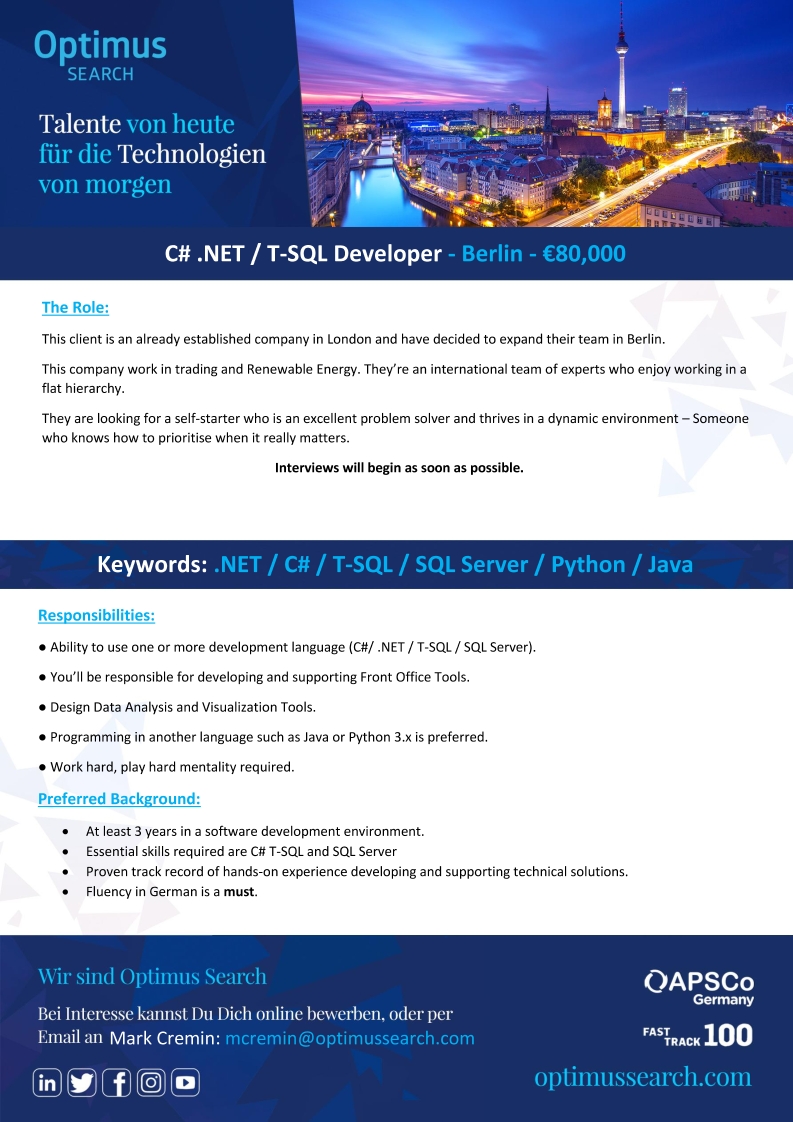 Optimus
SEARCH
Talente von heute
für die Technologien
von morgen
C# .NET / T-SQL Developer - Berlin - €80,000
The Role:
This client is an already established company in London and have decided to expand their team in Berlin.
This company work in trading and Renewable Energy. They’re an international team of experts who enjoy working in a
flat hierarchy.
They are looking for a self-starter who is an excellent problem solver and thrives in a dynamic environment – Someone
who knows how to prioritise when it really matters.
Interviews will begin as soon as possible.
Keywords: .NET / C# / T-SQL / SQL Server / Python / Java
Responsibilities:
● Ability to use one or more development language (C#/ .NET / T-SQL / SQL Server).
● You’ll be responsible for developing and supporting Front Office Tools.
● Design Data Analysis and Visualization Tools.
● Programming in another language such as Java or Python 3.x is preferred.
● Work hard, play hard mentality required.
Preferred Background:
• At least 3 years in a software development environment.
• Essential skills required are C# T-SQL and SQL Server
• Proven track record of hands-on experience developing and supporting technical solutions.
• Fluency in German is a must.
Wir sind Optimus Search
Bei Interesse kannst Du Dich online bewerben, oder per
Email an Mark Cremin: mcremin@optimussearch.com
APSCo
Germany
FAST
TRACK 100
optimussearch.com